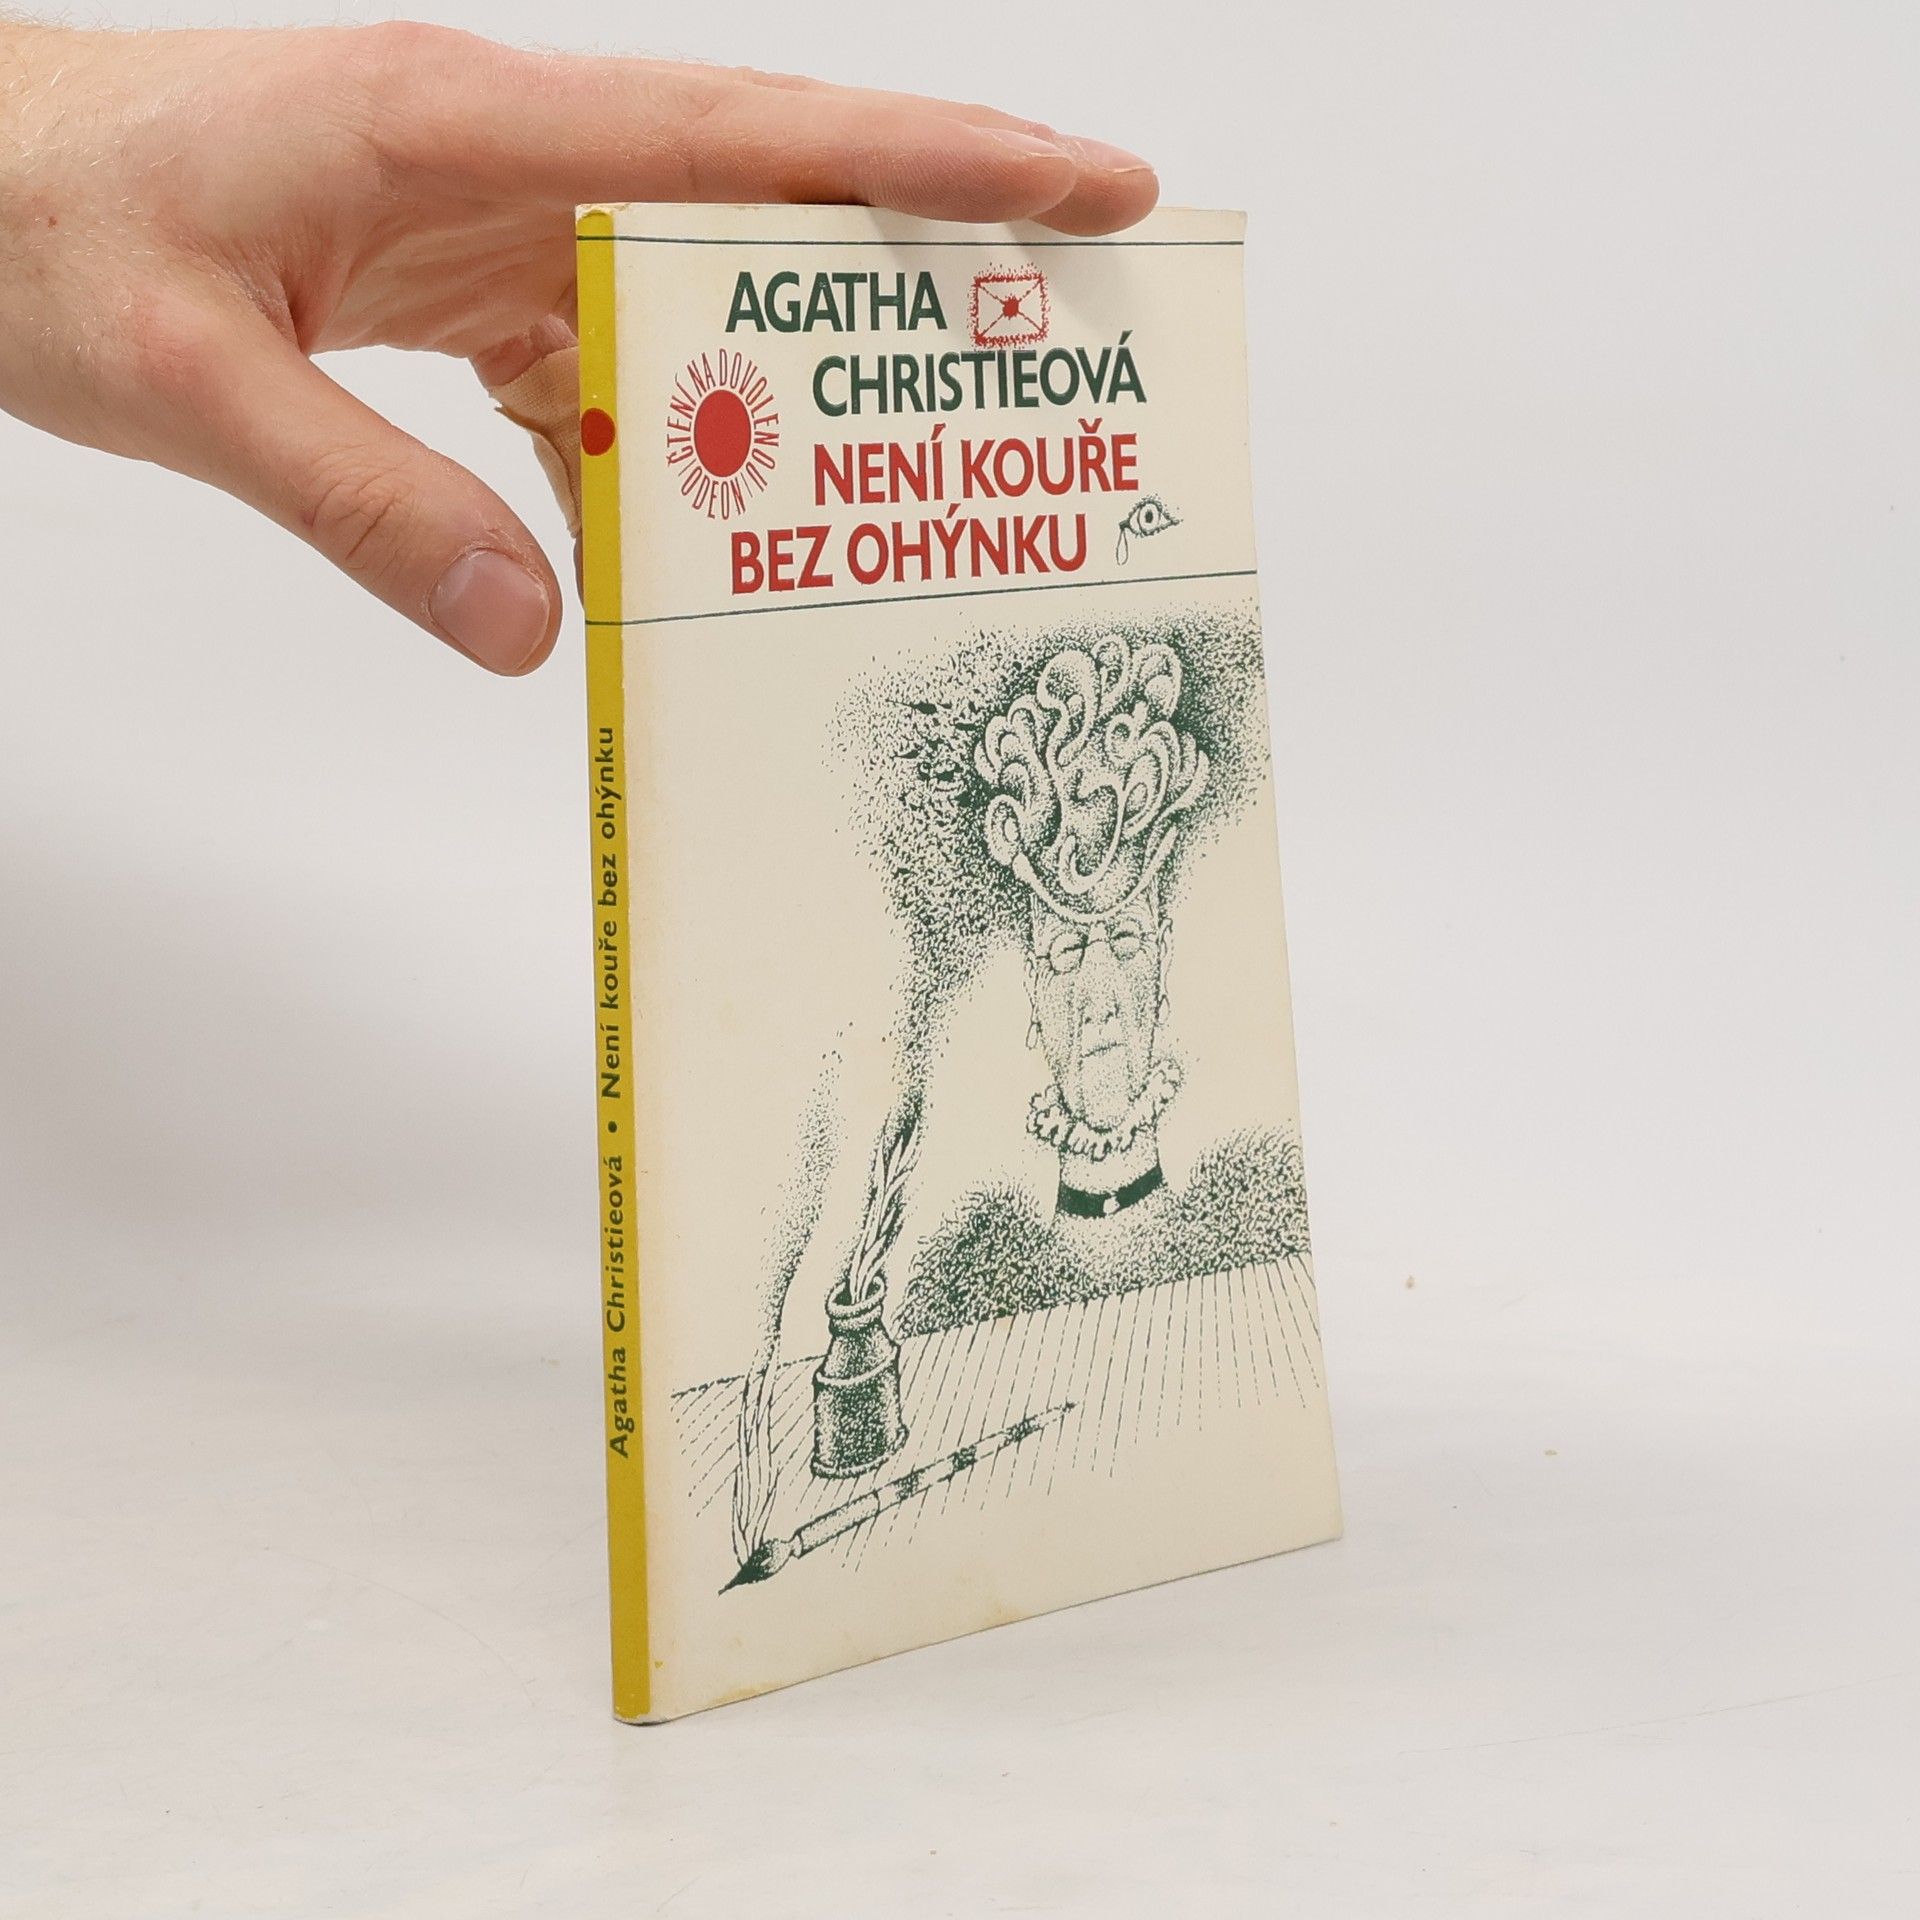 AGATHA
CHRISTIEOVÁ
NENÍ KOUŘE
BEZ OHÝNKU
ČTENÍ NA DOVOLENOU
ODEON
Agatha Christieová • Není kouře bez ohýnku